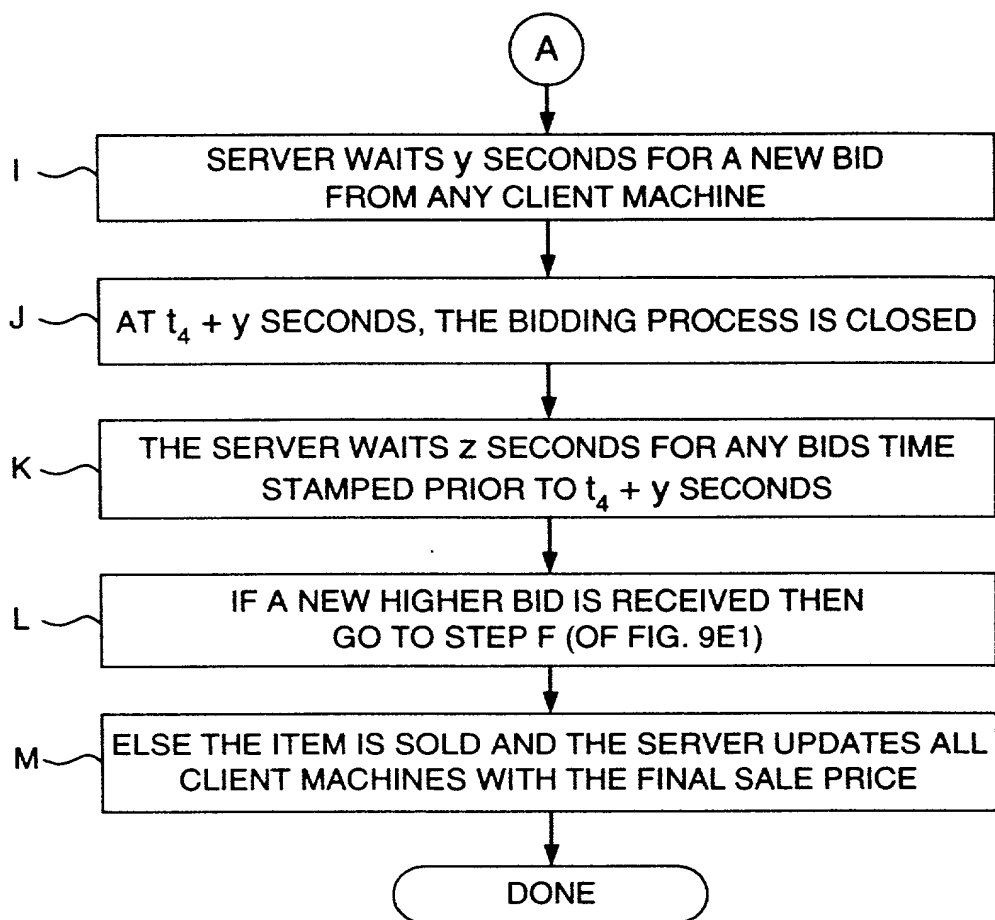 A
I
SERVER WAITS y SECONDS FOR A NEW BID
FROM ANY CLIENT MACHINE
J
AT t₄ + y SECONDS, THE BIDDING PROCESS IS CLOSED
K
THE SERVER WAITS z SECONDS FOR ANY BIDS TIME
STAMPED PRIOR TO t₄ + y SECONDS
L
IF A NEW HIGHER BID IS RECEIVED THEN
GO TO STEP F (OF FIG. 9E1)
M
ELSE THE ITEM IS SOLD AND THE SERVER UPDATES ALL
CLIENT MACHINES WITH THE FINAL SALE PRICE
DONE